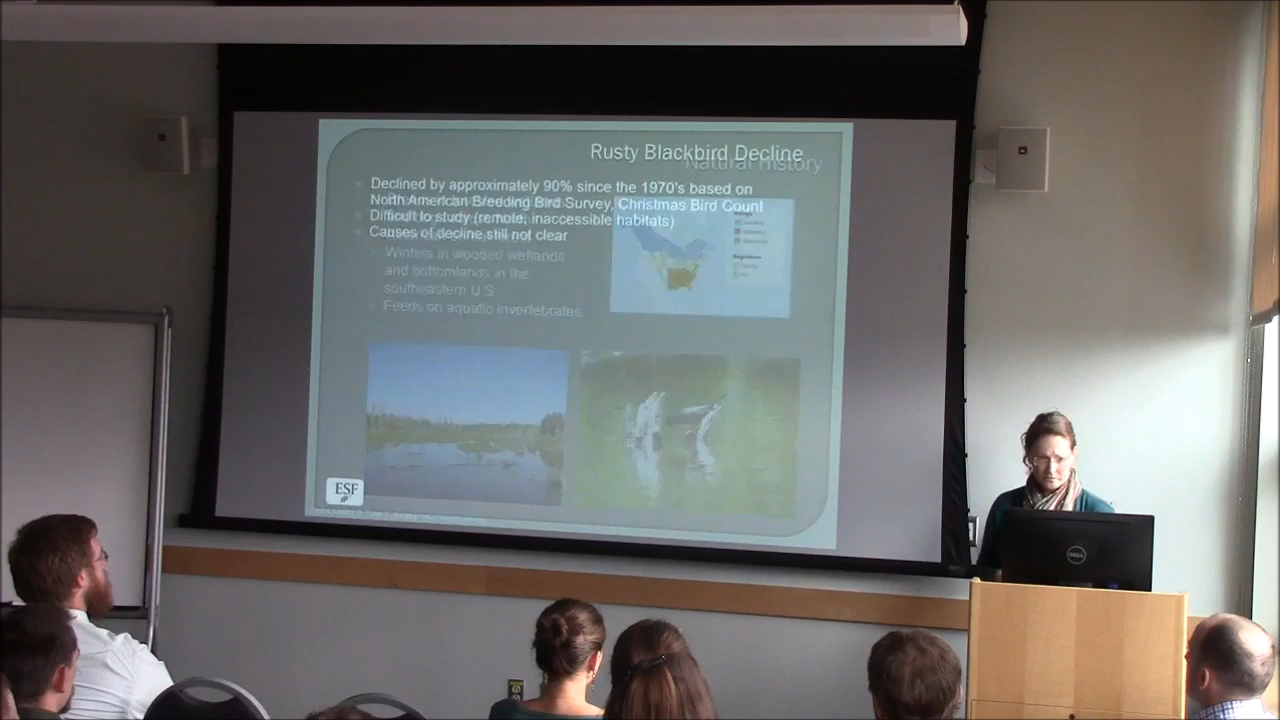 Rusty Blackbird Decline
Natural History
Declined by approximately 90% since the 1970's based on
North American Breeding Bird Survey, Christmas Bird Count
Difficult to study (remote, inaccessible habitats)
Causes of decline still not clear
Winters in wooded wetlands
and bottomlands in the
southeastern U.S.
Feeds on aquatic invertebrates
ESF
DELL